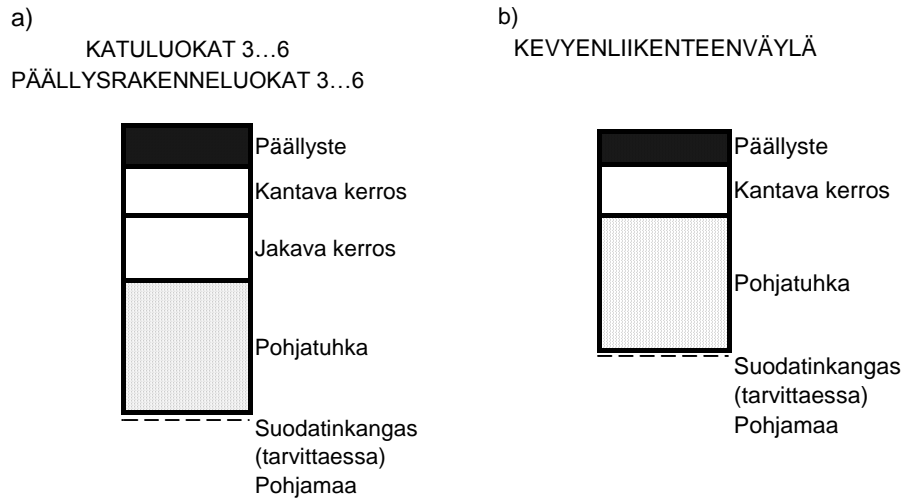 a)
KATULUOKAT 3…6
PÄÄLLYSRAKENNELUOKAT 3…6
Päällyste
Kantava kerros
Jakava kerros
Pohjatuhka
Suodatinkangas
(tarvittaessa)
Pohjamaa
b)
KEVYENLIIKENTEENVÄYLÄ
Päällyste
Kantava kerros
Pohjatuhka
Suodatinkangas
(tarvittaessa)
Pohjamaa